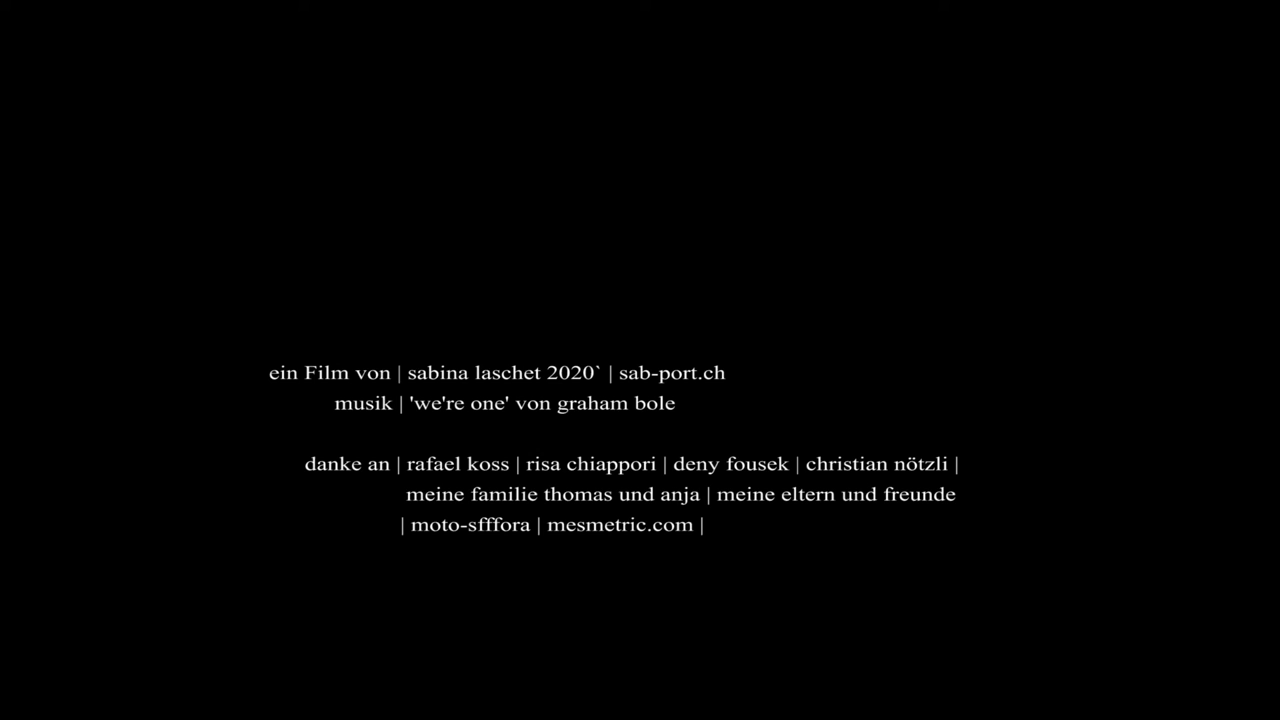 ein Film von | sabina laschet 2020` | sab-port.ch
musik | 'we're one' von graham bole
danke an | rafael koss | risa chiappori | deny fousek | christian nötzli |
meine familie thomas und anja | meine eltern und freunde
| moto-sfffora | mesmetric.com |